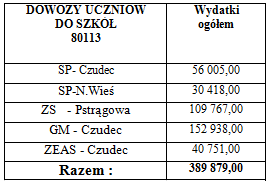 DOWOZY UCZNIOW
DO SZKÓŁ
80113
Wydatki
ogółem
SP- Czudec 56 005,00
SP-N.Wieś 30 418,00
ZS - Pstrągowa 109 767,00
GM - Czudec 152 938,00
ZEAS - Czudec 40 751,00
Razem : 389 879,00